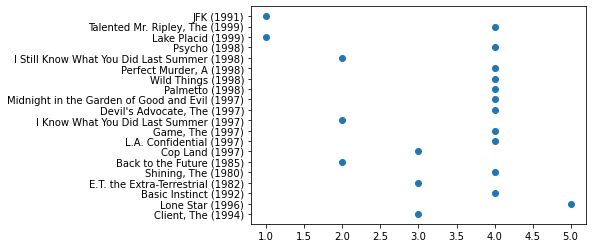 JFK (1991)
Talented Mr. Ripley, The (1999)
Lake Placid (1999)
Psycho (1998)
I Still Know What You Did Last Summer (1998)
Perfect Murder, A (1998)
Wild Things (1998)
Palmetto (1998)
Midnight in the Garden of Good and Evil (1997)
Devil's Advocate, The (1997)
I Know What You Did Last Summer (1997)
Game, The (1997)
L.A. Confidential (1997)
Cop Land (1997)
Back to the Future (1985)
Shining, The (1980)
E.T. the Extra-Terrestrial (1982)
Basic Instinct (1992)
Lone Star (1996)
Client, The (1994)
1.0 1.5 2.0 2.5 3.0 3.5 4.0 4.5 5.0